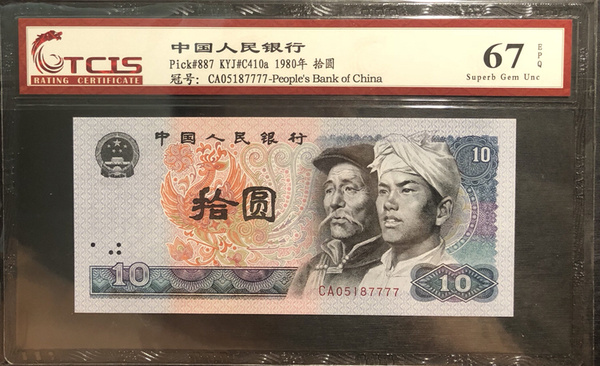 TCIS
RATING CERTIFICATE
中国人民银行
Pick#887 KYJ#C410a 1980年 拾圆
冠号: CA05187777-People's Bank of China
67 EPQ
Superb Gem Unc
中国人民银行
10
拾圆
10
CA05187777
10